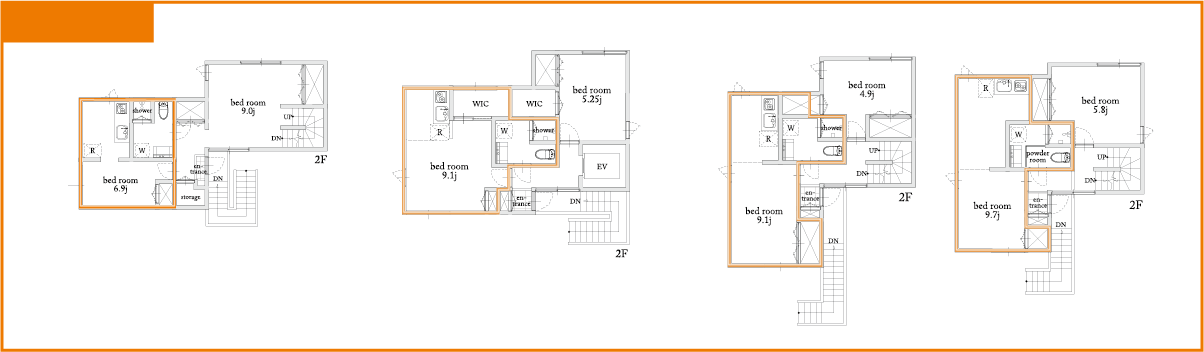 bed room
9.0j
UP
DN
2F
shower
W
R
bed room
6.9j
en-
trance
storage
DN
WIC
WIC
bed room
5.25j
R
W
shower
bed room
9.1j
EV
en-
trance
DN
2F
bed room
4.9j
R
W
shower
UP
DN
2F
bed room
9.1j
en-
trance
DN
R
bed room
5.8j
W
powder
room
UP
DN
2F
bed room
9.7j
en-
trance
DN